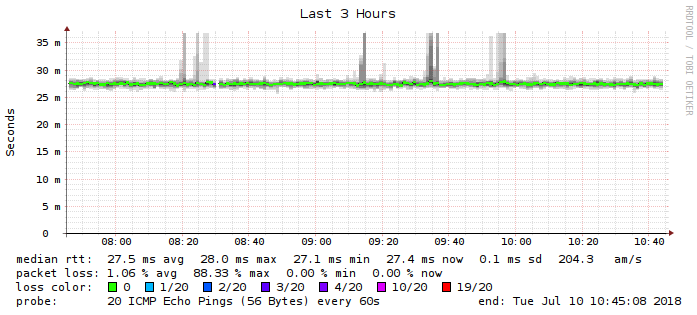 Last 3 Hours
RRDTOOL / TOBI OETIKER
Seconds
35 m
30 m
25 m
20 m
15 m
10 m
5 m
0
08:00 08:20 08:40 09:00 09:20 09:40 10:00 10:20 10:40
median rtt: 27.5 ms avg 28.0 ms max 27.1 ms min 27.4 ms now 0.1 ms sd 204.3 am/s
packet loss: 1.06 % avg 88.33 % max 0.00 % min 0.00 % now
loss color: 0 1/20 2/20 3/20 4/20 10/20 19/20
probe: 20 ICMP Echo Pings (56 Bytes) every 60s end: Tue Jul 10 10:45:08 2018